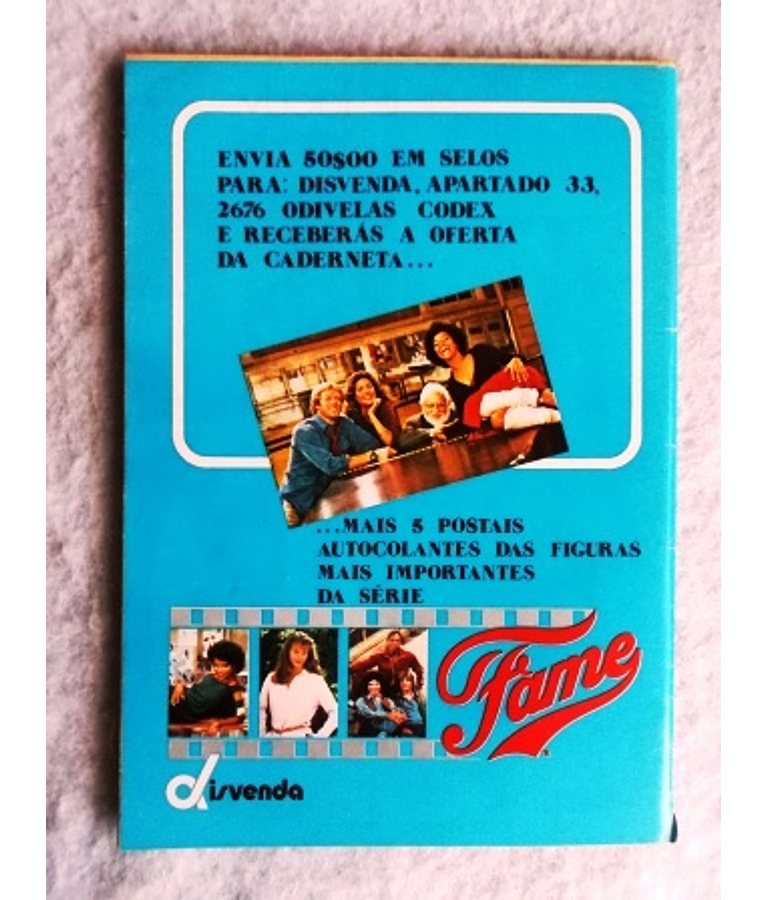 ENVIA 50$00 EM SELOS
PARA: DISVENDA, APARTADO 33,
2676 ODIVELAS CODEX
E RECEBERÁS A OFERTA
DA CADERNETA...
...MAIS 5 POSTAIS
AUTOCOLANTES DAS FIGURAS
MAIS IMPORTANTES
DA SÉRIE
Fame
disvenda